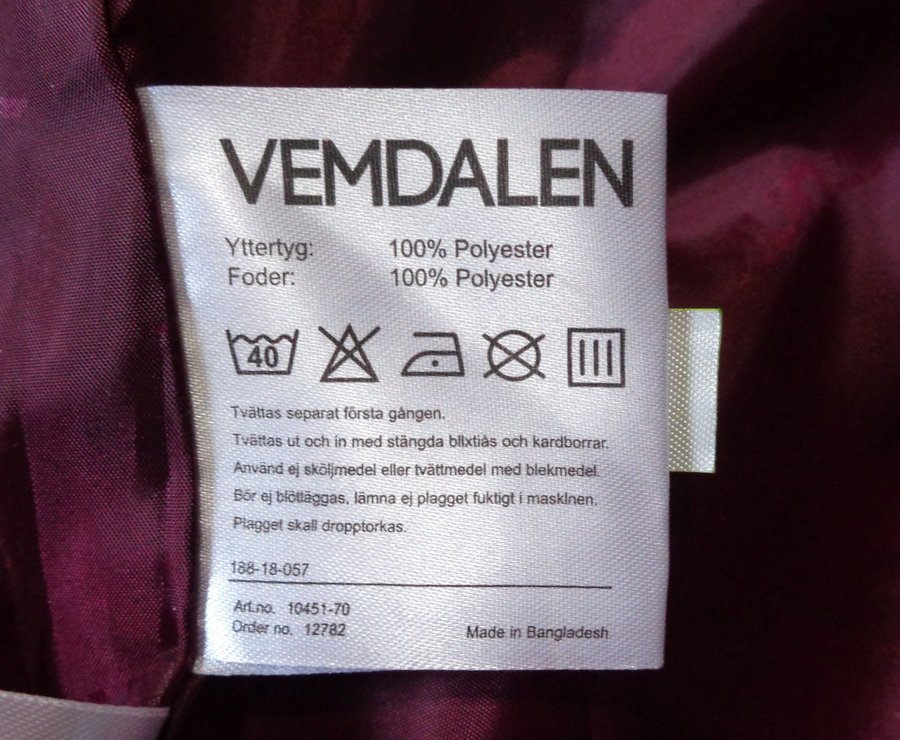 VEMDALEN
Yttertyg: 100% Polyester
Foder: 100% Polyester
40
Tvättas separat första gången.
Tvättas ut och in med stängda blixtlås och kardborrar.
Använd ej sköljmedel eller tvättmedel med blekmedel.
Bör ej blötläggas, lämna ej plagget fuktigt i maskinen.
Plagget skall dropptorkas.
188-18-057
Art.no. 10451-70
Order no. 12782
Made in Bangladesh